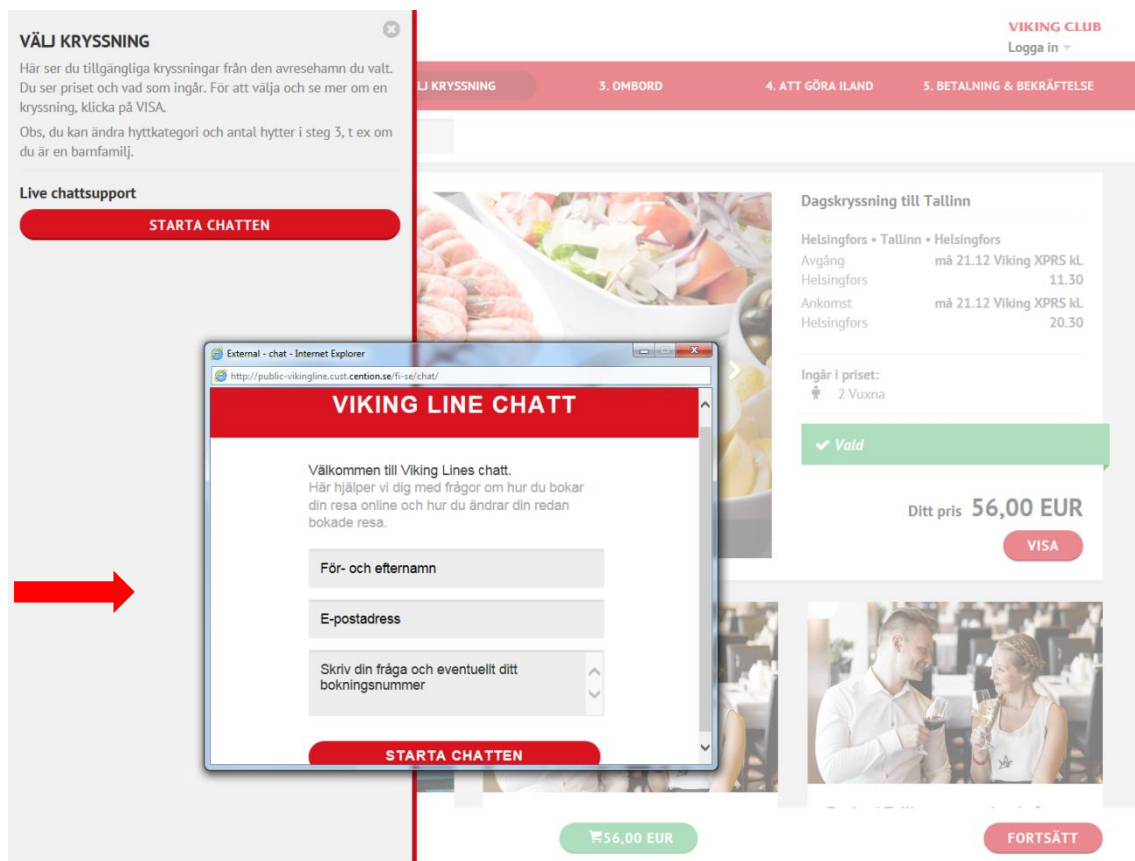 VÄLJ KRYSSNING
Här ser du tillgängliga kryssningar från den avresehamn du valt.
Du ser priset och vad som ingår. För att välja och se mer om en
kryssning, klicka på VISA.
Obs, du kan ändra hyttkategori och antal hytter i steg 3, t ex om
du är en barnfamilj.
Live chattsupport
STARTA CHATTEN
VIKING CLUB
Logga in
KRYSSNING
3. OMBORD
4. ATT GÖRA ILAND
5. BETALNING & BEKRÄFTELSE
Dagskryssning till Tallinn
Helsingfors • Tallinn • Helsingfors
Avgång må 21.12 Viking XPRS kl.
Helsingfors 11.30
Ankomst må 21.12 Viking XPRS kl.
Helsingfors 20.30
Ingår i priset:
2 Vuxna
Vald
Ditt pris 56,00 EUR
VISA
External - chat - Internet Explorer
http://public-vikingline.cust.cention.se/fi-se/chat/
VIKING LINE CHATT
Välkommen till Viking Lines chatt.
Här hjälper vi dig med frågor om hur du bokar
din resa online och hur du ändrar din redan
bokade resa.
För- och efternamn
E-postadress
Skriv din fråga och eventuellt ditt
bokningsnummer
STARTA CHATTEN
56,00 EUR
FORTSÄTT